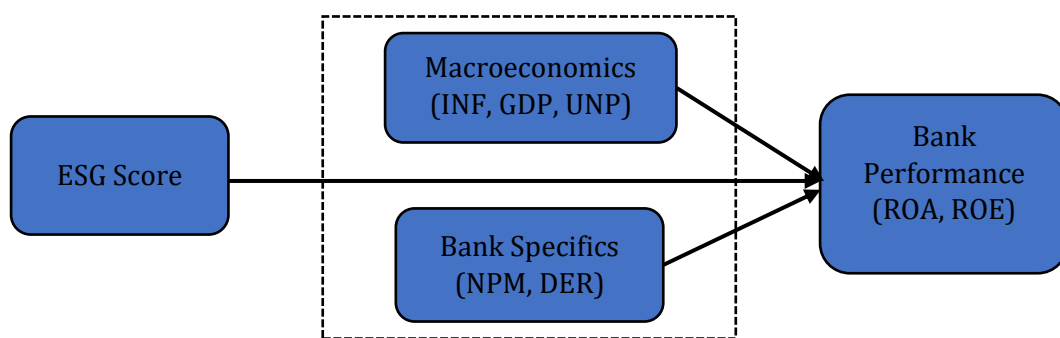 Macroeconomics
(INF, GDP, UNP)
ESG Score
Bank
Performance
(ROA, ROE)
Bank Specifics
(NPM, DER)